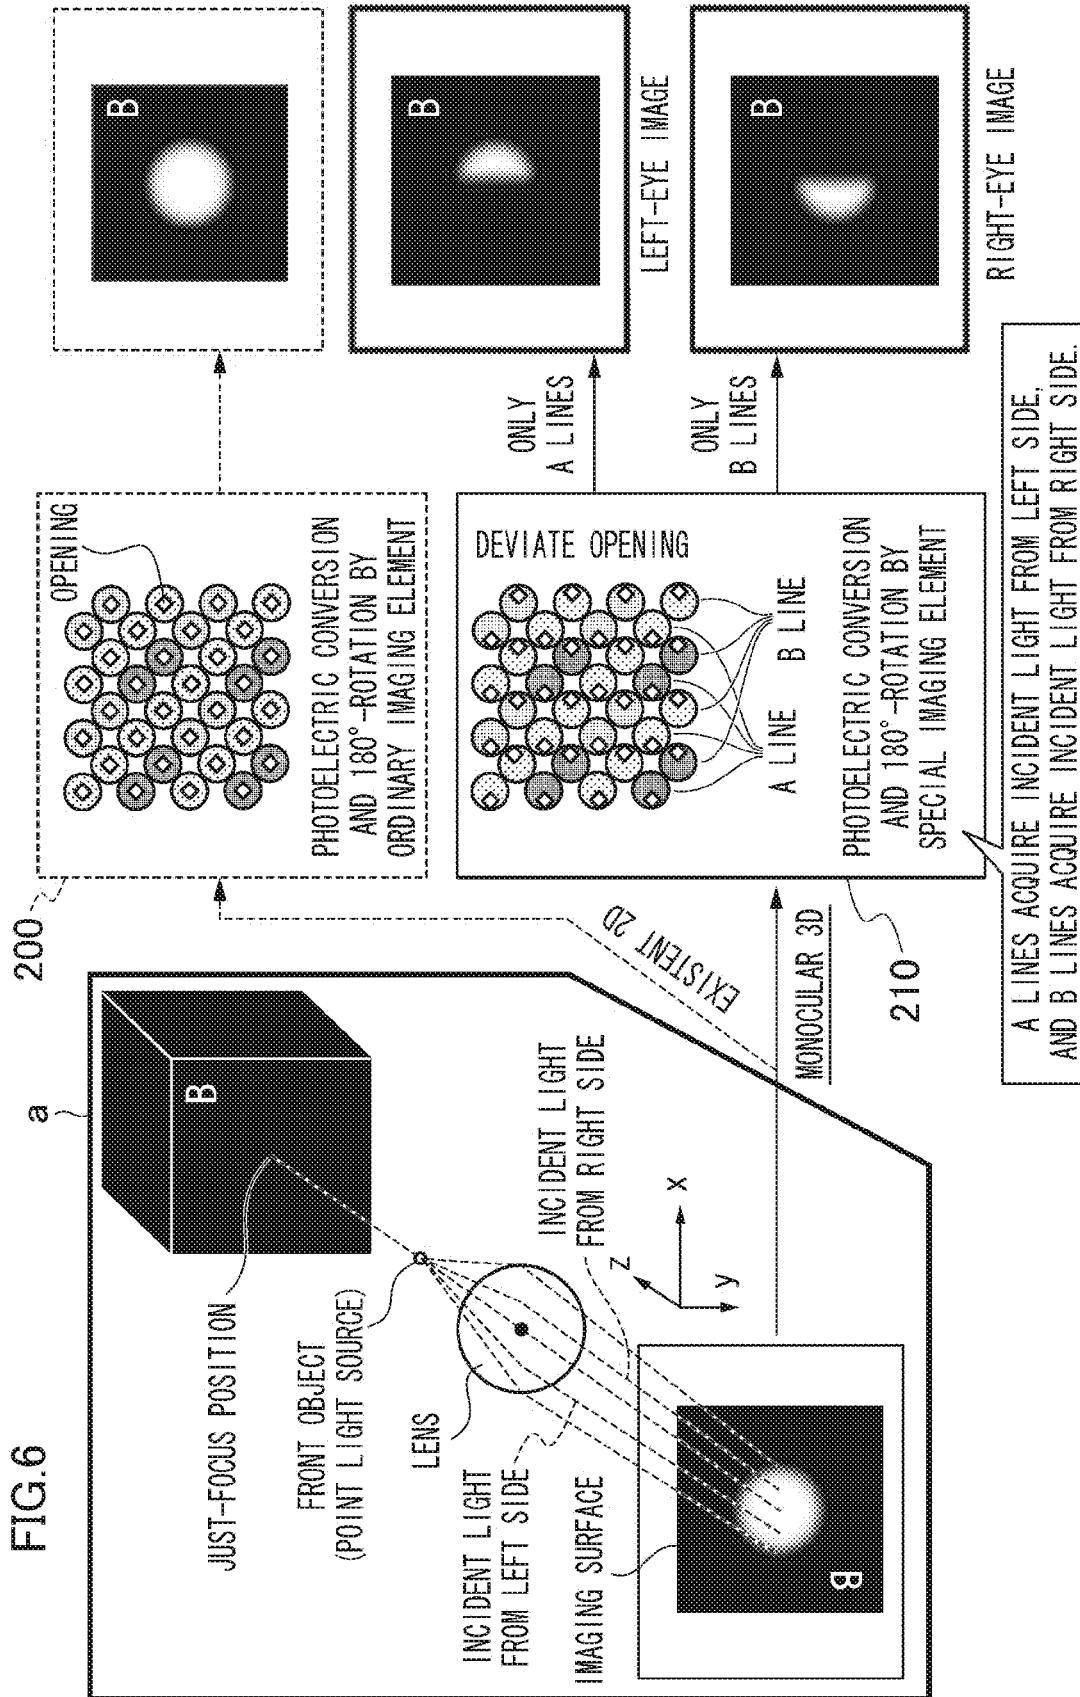 FIG.6
a
B
JUST-FOCUS POSITION
FRONT OBJECT
(POINT LIGHT SOURCE)
LENS
INCIDENT LIGHT
FROM LEFT SIDE
IMAGING SURFACE
B
INCIDENT LIGHT
FROM RIGHT SIDE
x
y
z
EXISTENT 2D
MONOCULAR 3D
200
OPENING
PHOTOELECTRIC CONVERSION
AND 180°-ROTATION BY
ORDINARY IMAGING ELEMENT
210
DEVIATE OPENING
A LINE
B LINE
PHOTOELECTRIC CONVERSION
AND 180°-ROTATION BY
SPECIAL IMAGING ELEMENT
A LINES ACQUIRE INCIDENT LIGHT FROM LEFT SIDE,
AND B LINES ACQUIRE INCIDENT LIGHT FROM RIGHT SIDE.
ONLY
A LINES
ONLY
B LINES
B
B
LEFT-EYE IMAGE
B
RIGHT-EYE IMAGE